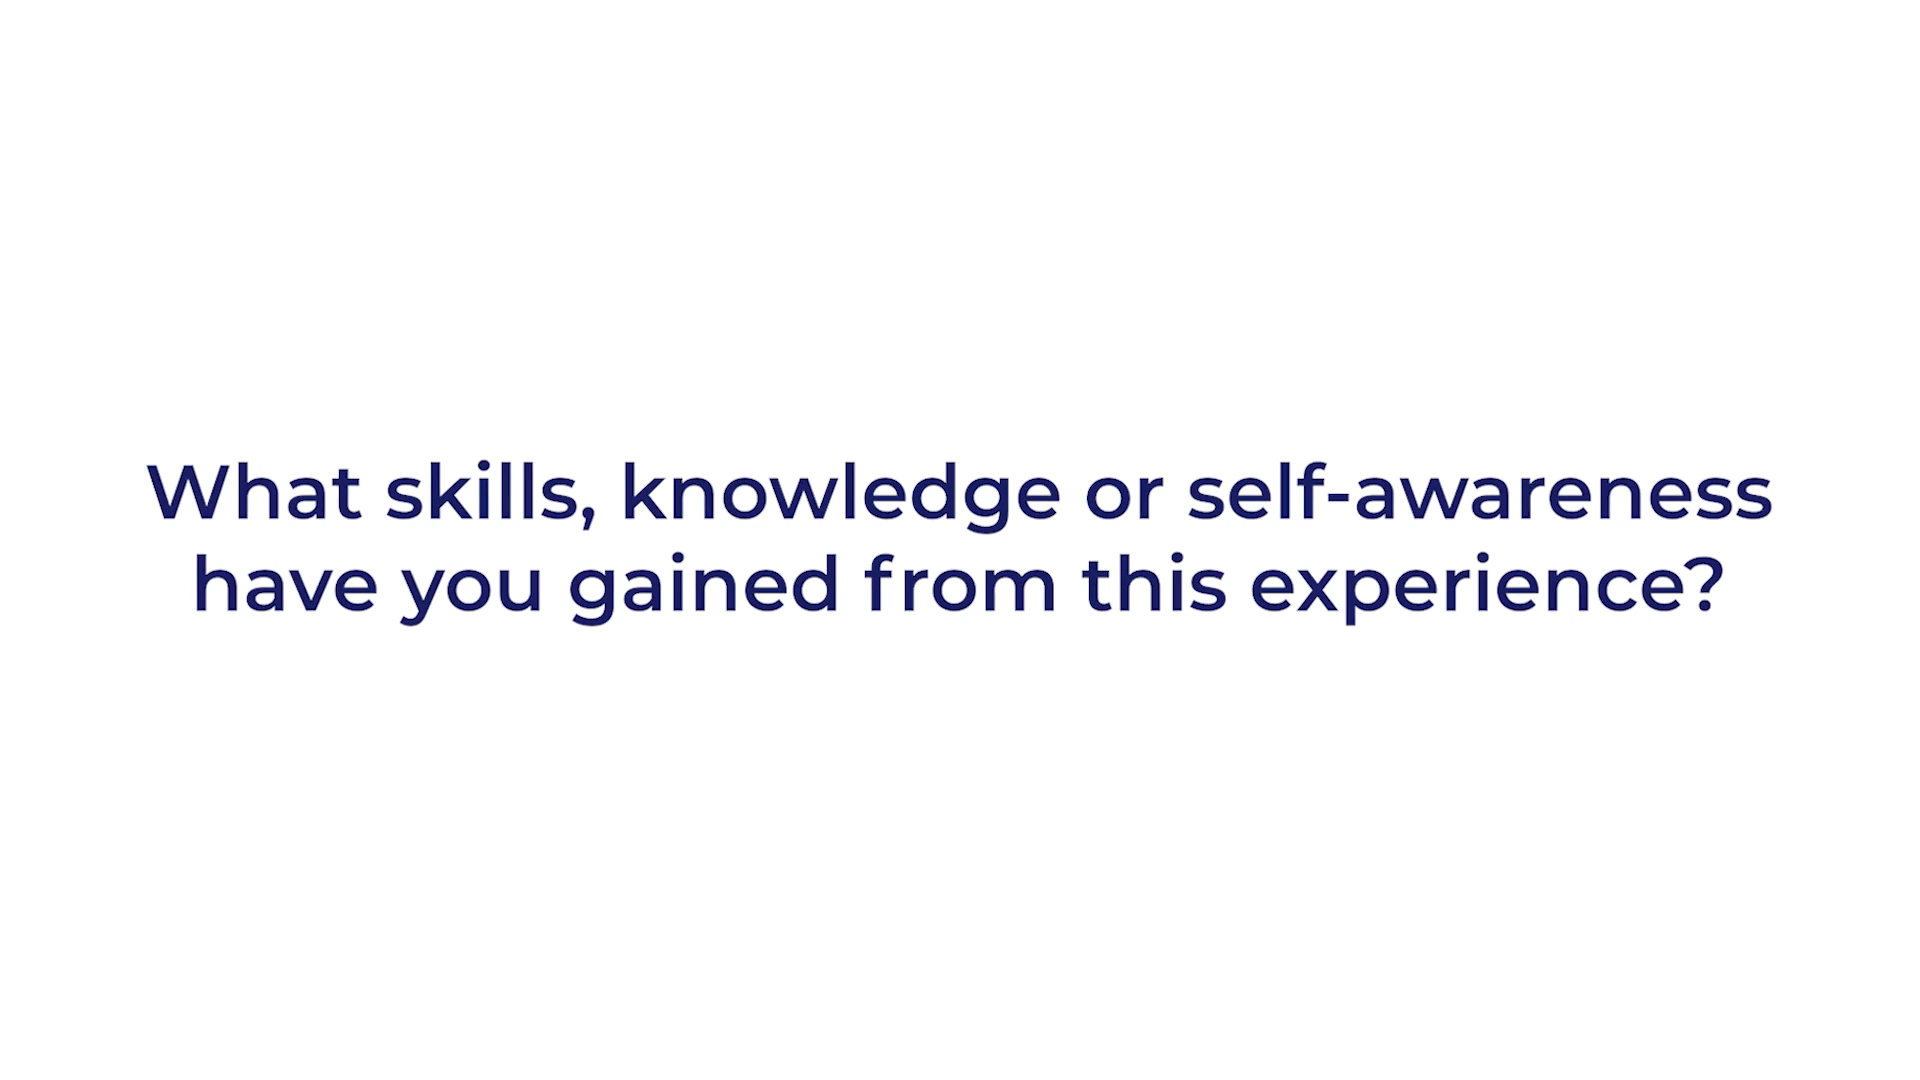 What skills, knowledge or self-awareness
have you gained from this experience?